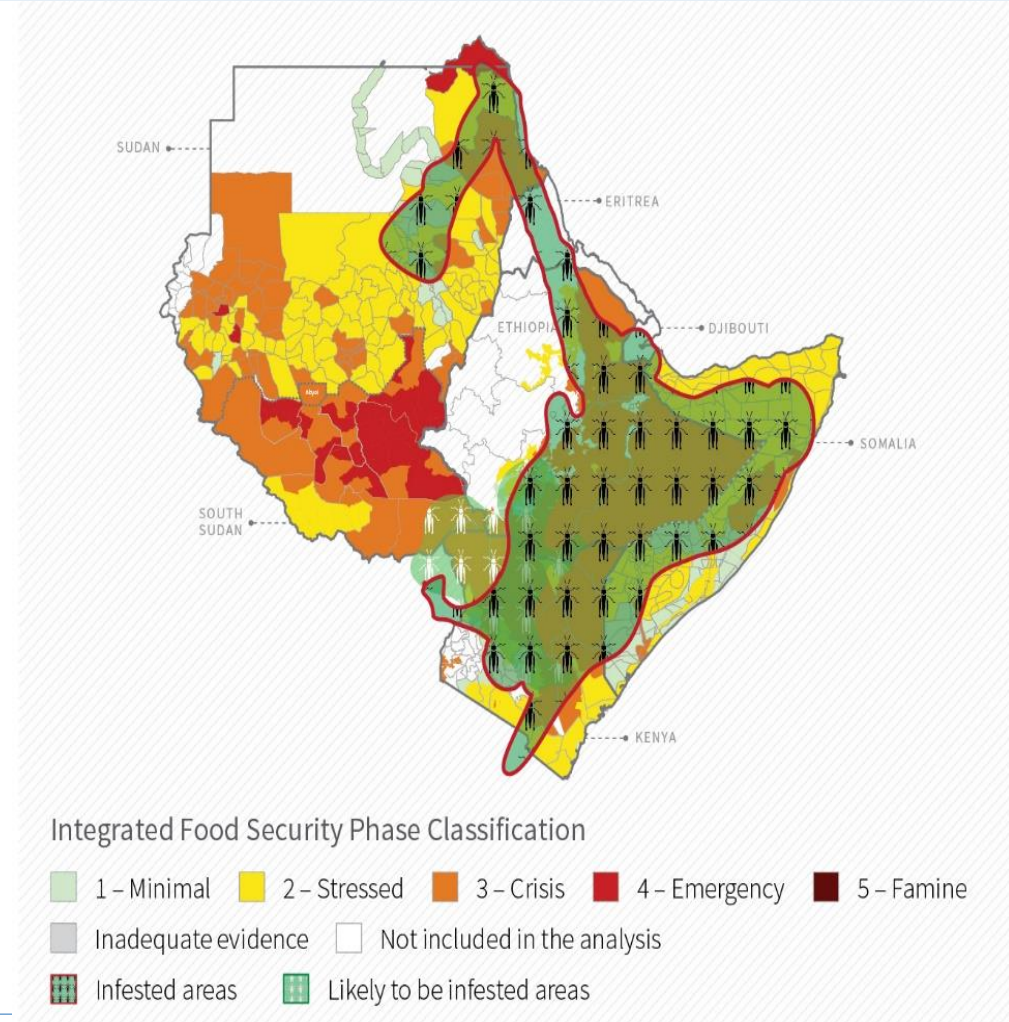 SUDAN
ERITREA
ETHIOPIA
DJIBOUTI
Abyei
SOMALIA
SOUTH
SUDAN
KENYA
Integrated Food Security Phase Classification
1 – Minimal 2 – Stressed 3 – Crisis 4 – Emergency 5 – Famine
Inadequate evidence Not included in the analysis
Infested areas Likely to be infested areas